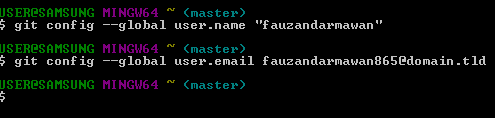 USER@SAMSUNG MINGW64 ~ (master)
$ git config --global user.name "fauzandarmawan"
USER@SAMSUNG MINGW64 ~ (master)
$ git config --global user.email fauzandarmawan865@domain.tld
USER@SAMSUNG MINGW64 ~ (master)
$